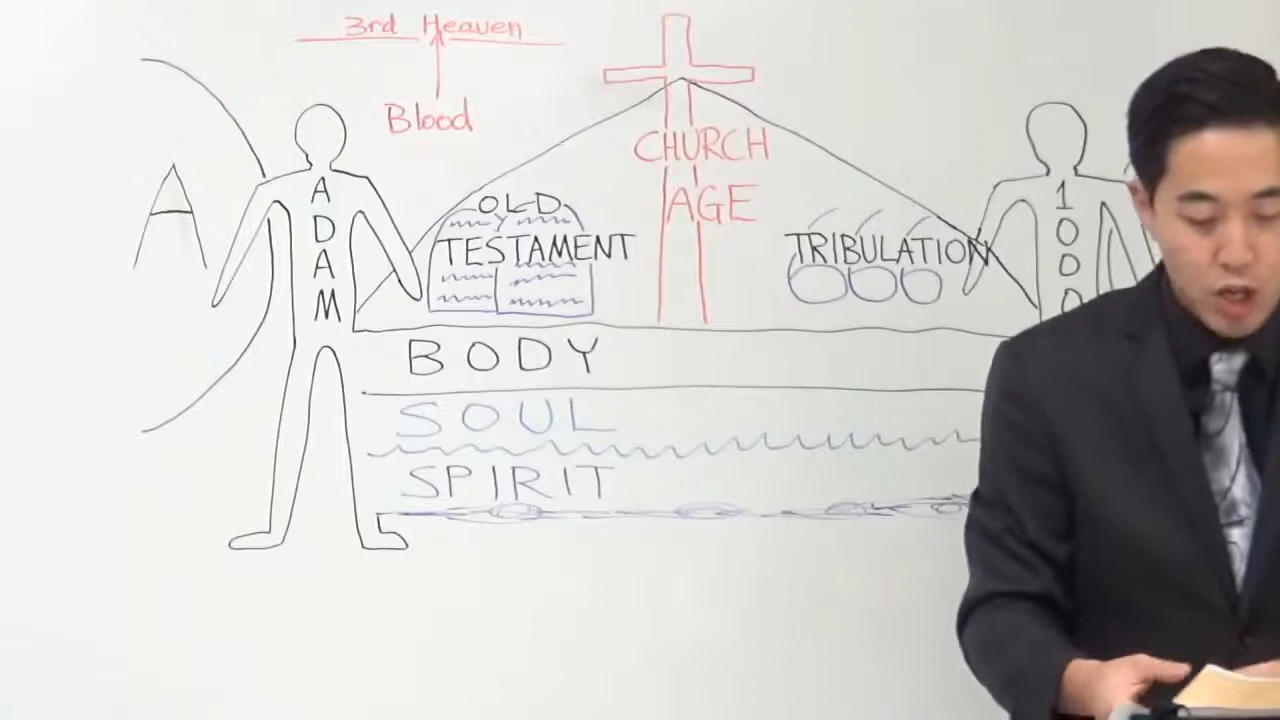 3rd Heaven
Blood
CHURCH
AGE
A
ADAM
OLD
TESTAMENT
TRIBULATION
1000
BODY
SOUL
SPIRIT